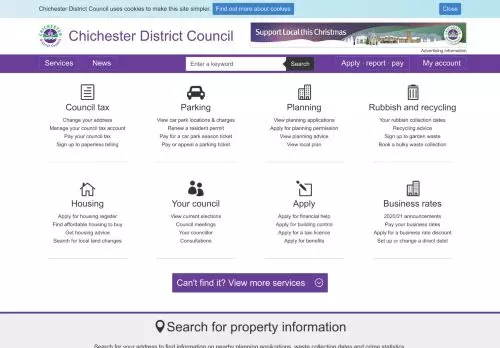 Chichester District Council uses cookies to make this site simpler. Find out more about cookies Close
CHICHESTER
Chichester District Council
Support Local this Christmas
Advertising information
Services News Enter a keyword Search Apply · report · pay My account
Council tax Parking Planning Rubbish and recycling
Change your address View car park locations & charges View planning applications Your rubbish collection dates
Manage your council tax account Renew a resident permit Apply for planning permission Recycling advice
Pay your council tax Pay for a car park season ticket View planning advice Sign up to garden waste
Sign up to paperless billing Pay or appeal a parking ticket View local plan Book a bulky waste collection
Housing Your council Apply Business rates
Apply for housing register View current elections Apply for financial help 2020/21 announcements
Find affordable housing to buy Council meetings Apply for building control Pay your business rates
Get housing advice Your councillor Apply for a tax licence Apply for a business rate discount
Search for local land changes Consultations Apply for benefits Set up or change a direct debit
Can't find it? View more services
Search for property information
Search for your address to find information on nearby planning applications, waste collection dates and crime statistics